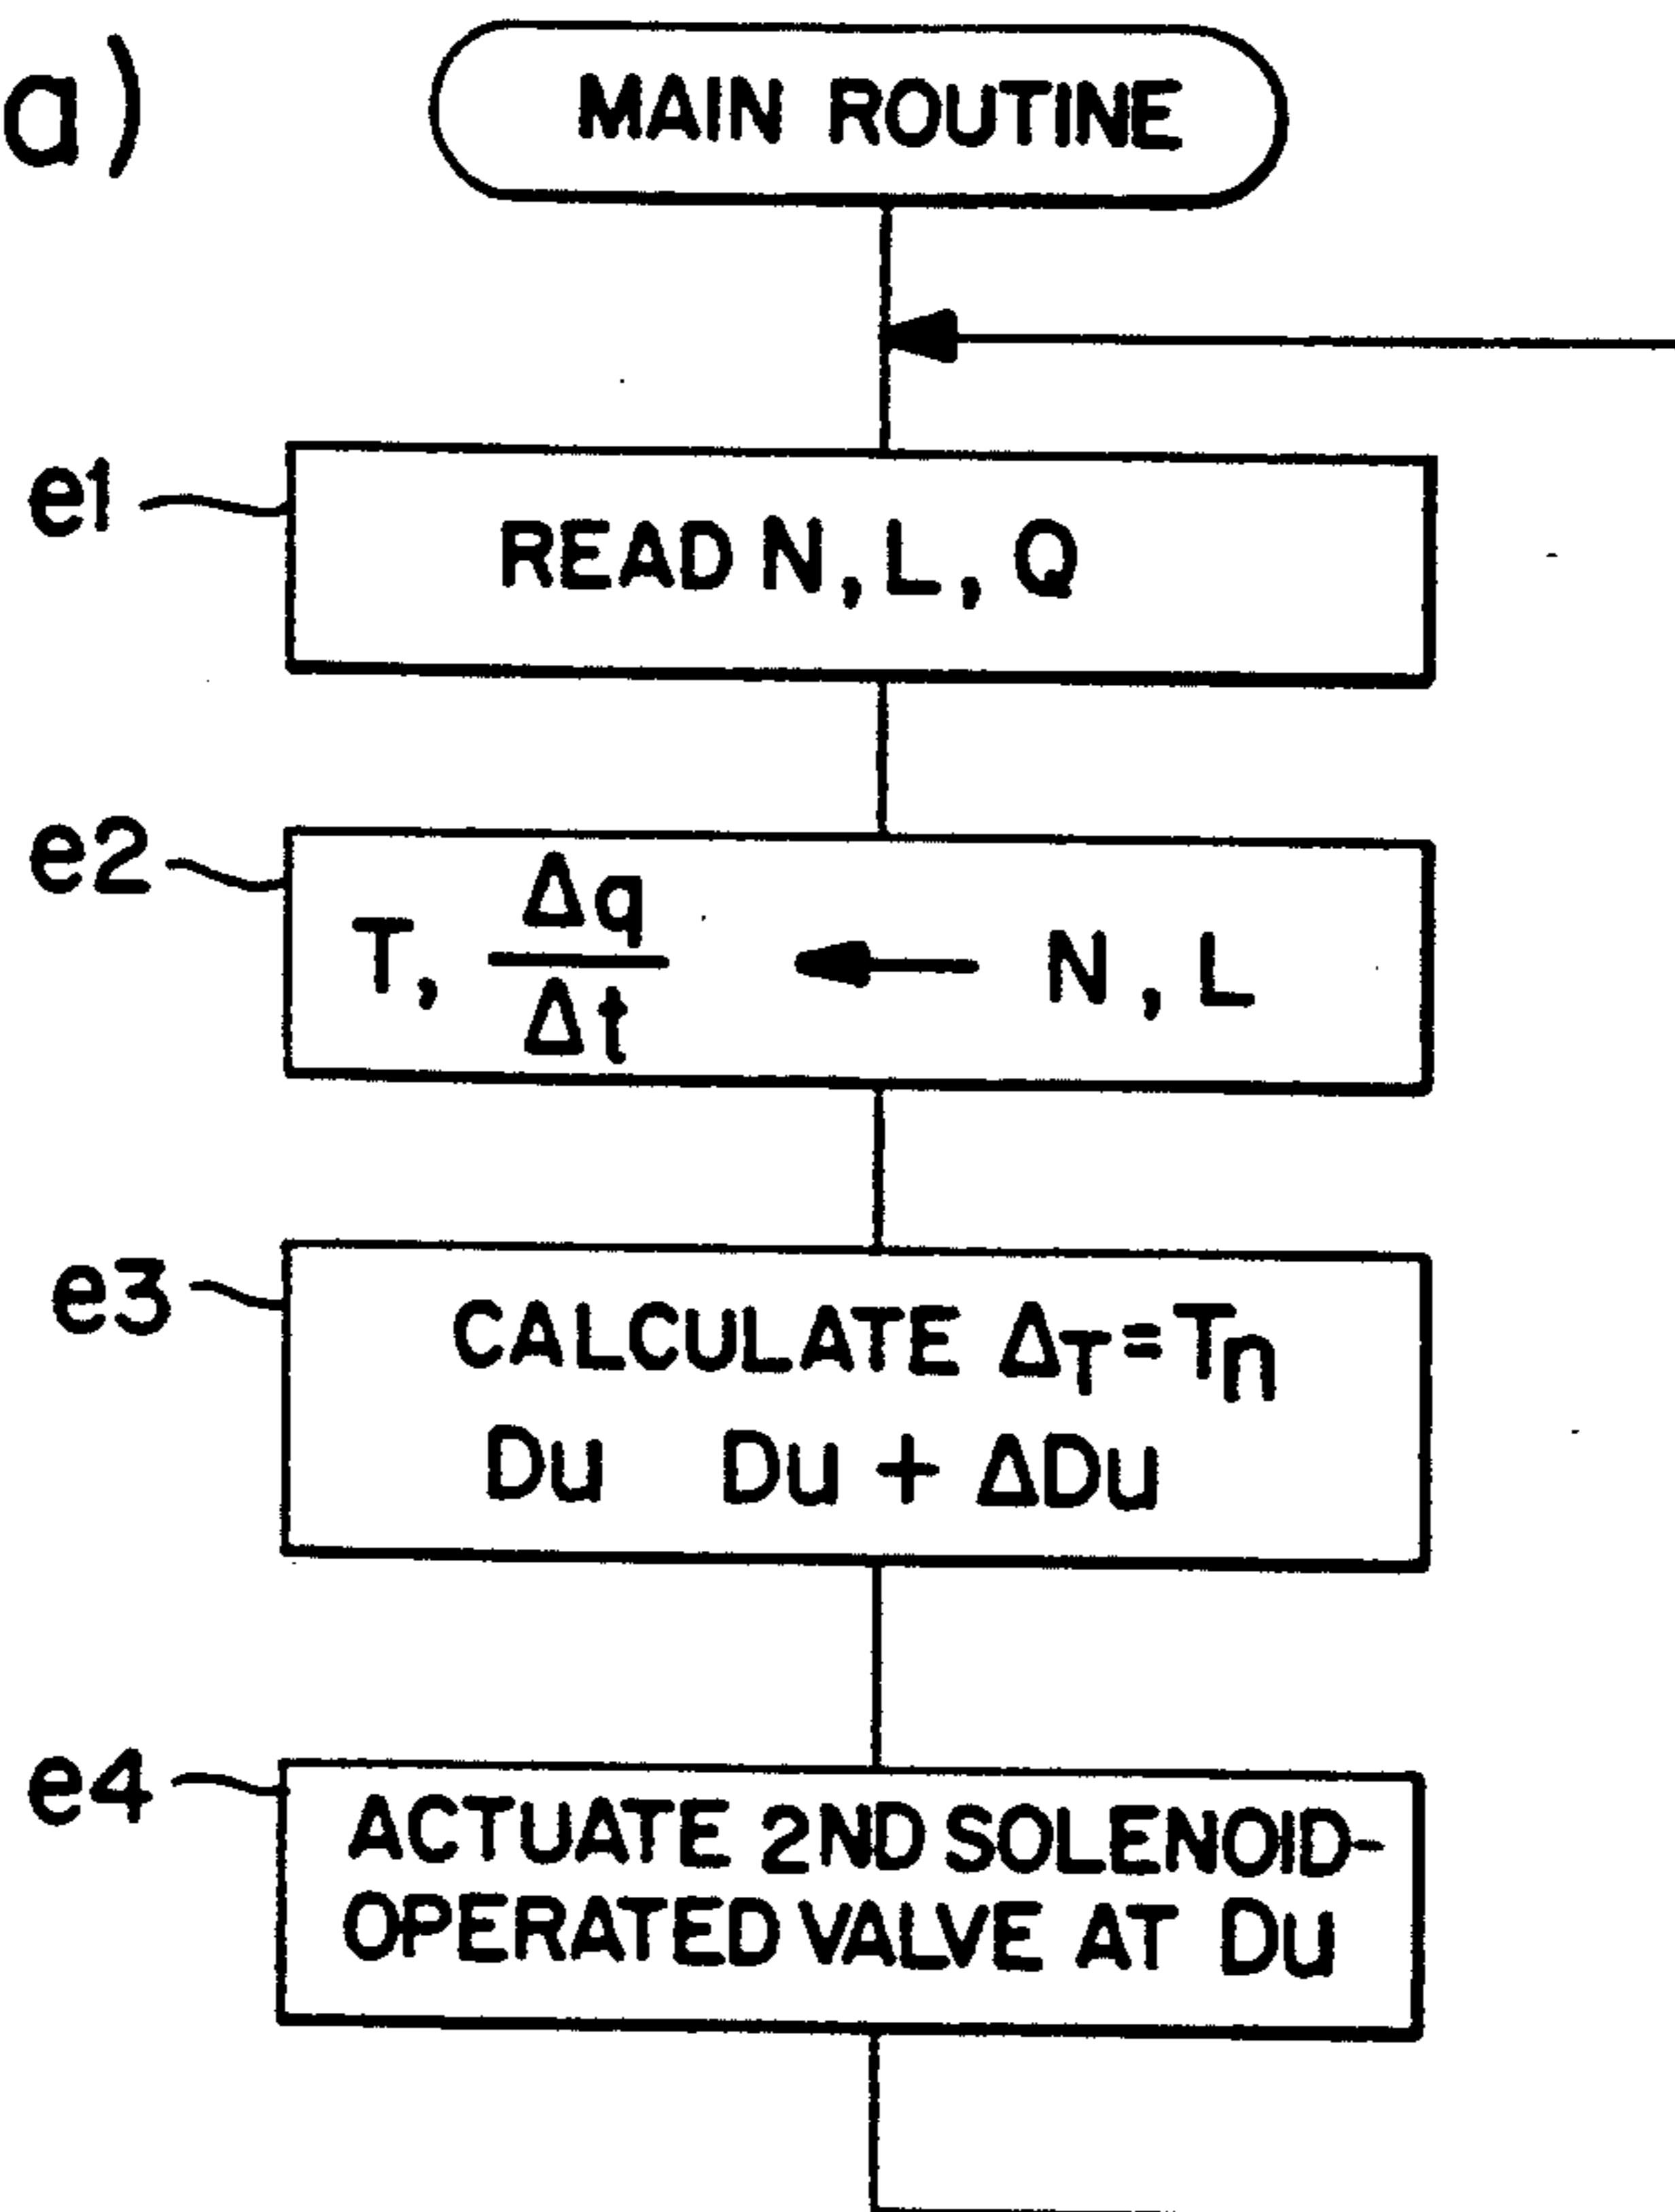 a)
MAIN ROUTINE
e1
READ N, L, Q
e2
T, Δq/Δt ← N, L
e3
CALCULATE ΔT=Tn
Du Du + ΔDu
e4
ACTUATE 2ND SOLENOID-
OPERATED VALVE AT Du